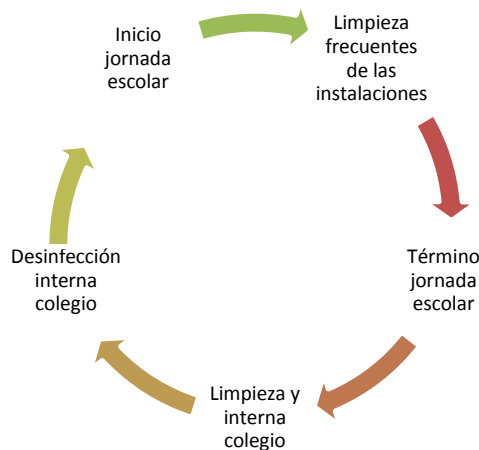 Inicio
jornada
escolar
Limpieza
frecuentes
de las
instalaciones
Término
jornada
escolar
Limpieza y
interna
colegio
Desinfección
interna
colegio